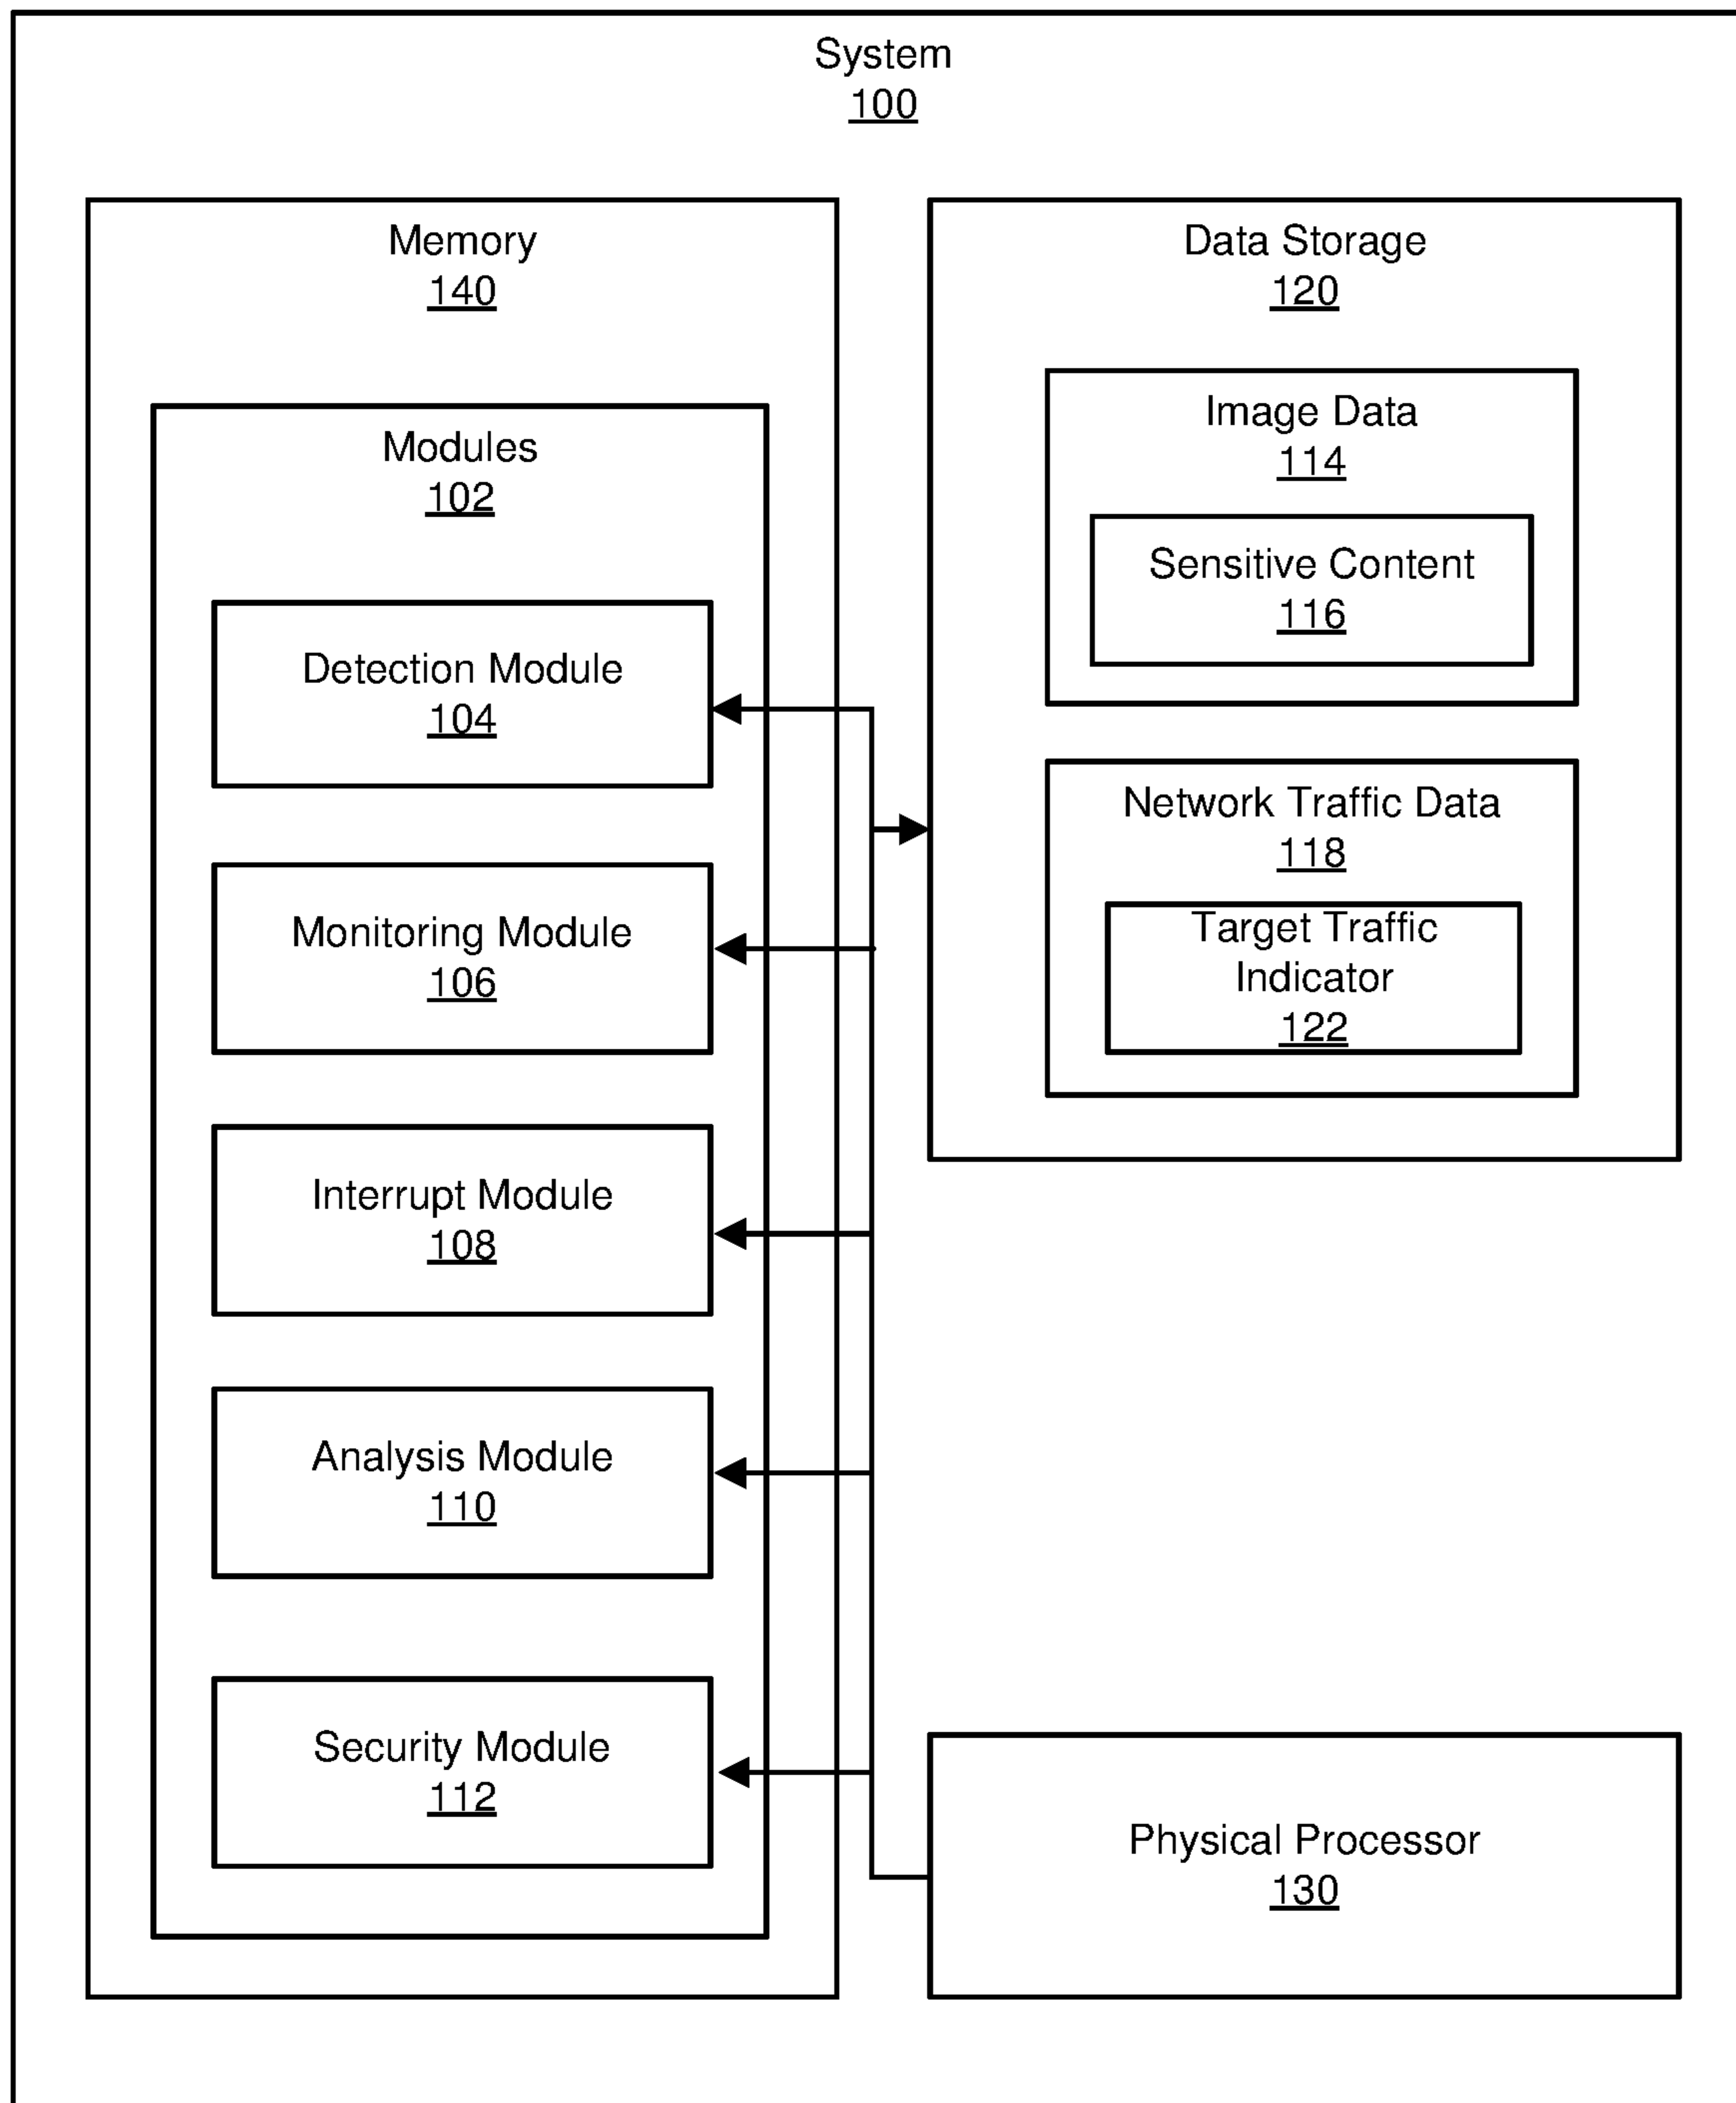 System
100
Memory
140
Modules
102
Detection Module
104
Monitoring Module
106
Interrupt Module
108
Analysis Module
110
Security Module
112
Data Storage
120
Image Data
114
Sensitive Content
116
Network Traffic Data
118
Target Traffic
Indicator
122
Physical Processor
130